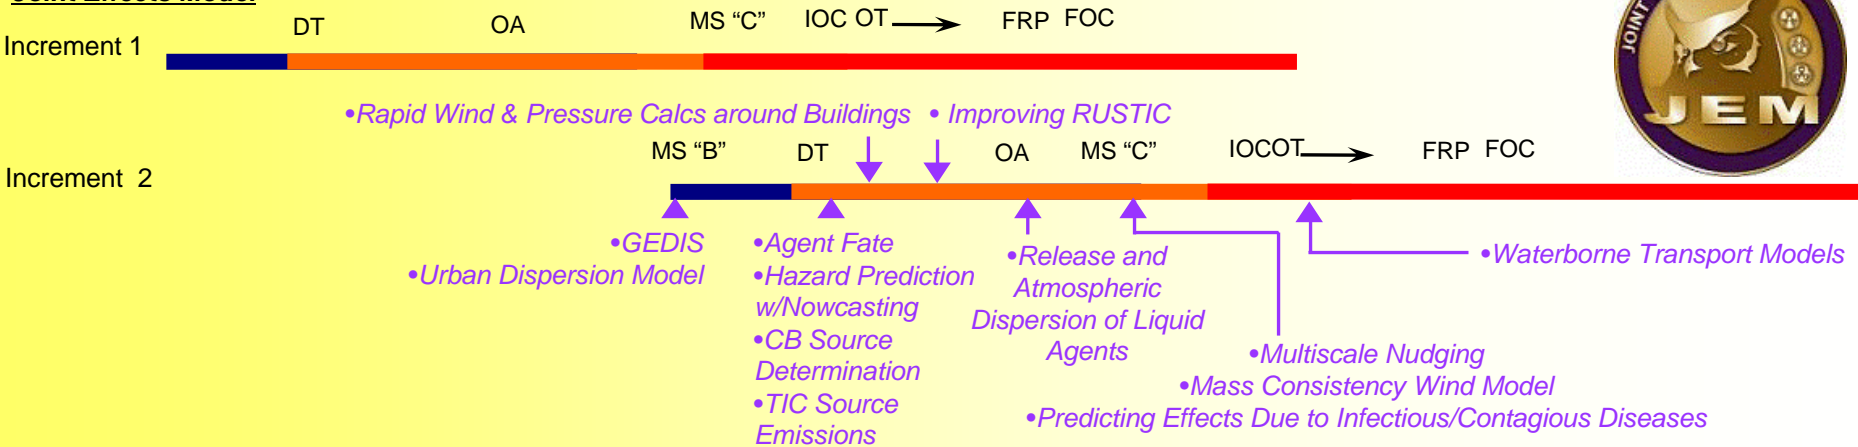 Joint Effects Model
DT OA MS “C” IOC OT FRP FOC
Increment 1
•Rapid Wind & Pressure Calcs around Buildings • Improving RUSTIC
MS “B” DT OA MS “C” IOCOT FRP FOC
Increment 2
•GEDIS
•Urban Dispersion Model
•Agent Fate
•Hazard Prediction
w/Nowcasting
•CB Source
Determination
•TIC Source
Emissions
•Release and
Atmospheric
Dispersion of Liquid
Agents
•Waterborne Transport Models
•Multiscale Nudging
•Mass Consistency Wind Model
•Predicting Effects Due to Infectious/Contagious Diseases
JOINT
JEM